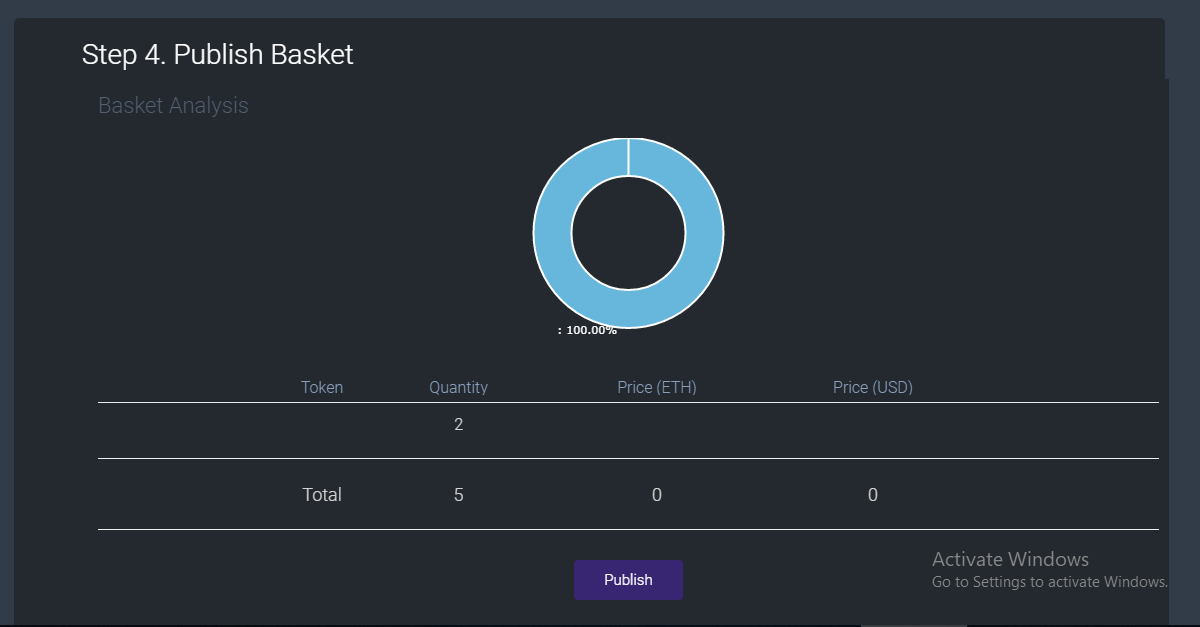 Step 4. Publish Basket
Basket Analysis
: 100.00%
Token Quantity Price (ETH) Price (USD)
2
Total 5 0 0
Publish
Activate Windows
Go to Settings to activate Windows.